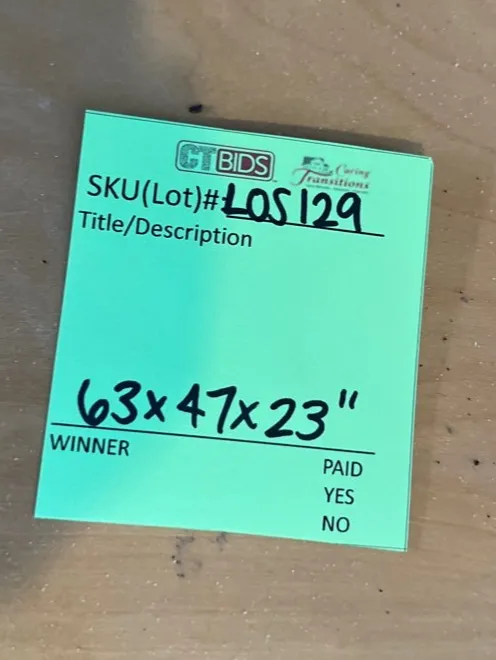 CTBIDS
Caring
Transitions
SKU(Lot)#LOS129
Title/Description
63x47x23"
WINNER
PAID
YES
NO